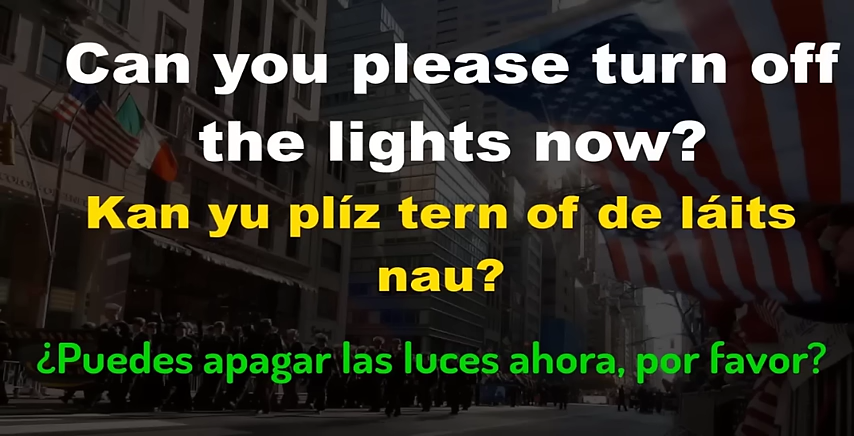 Can you please turn off
the lights now?
Kan yu plíz tern of de láits
nau?
¿Puedes apagar las luces ahora, por favor?